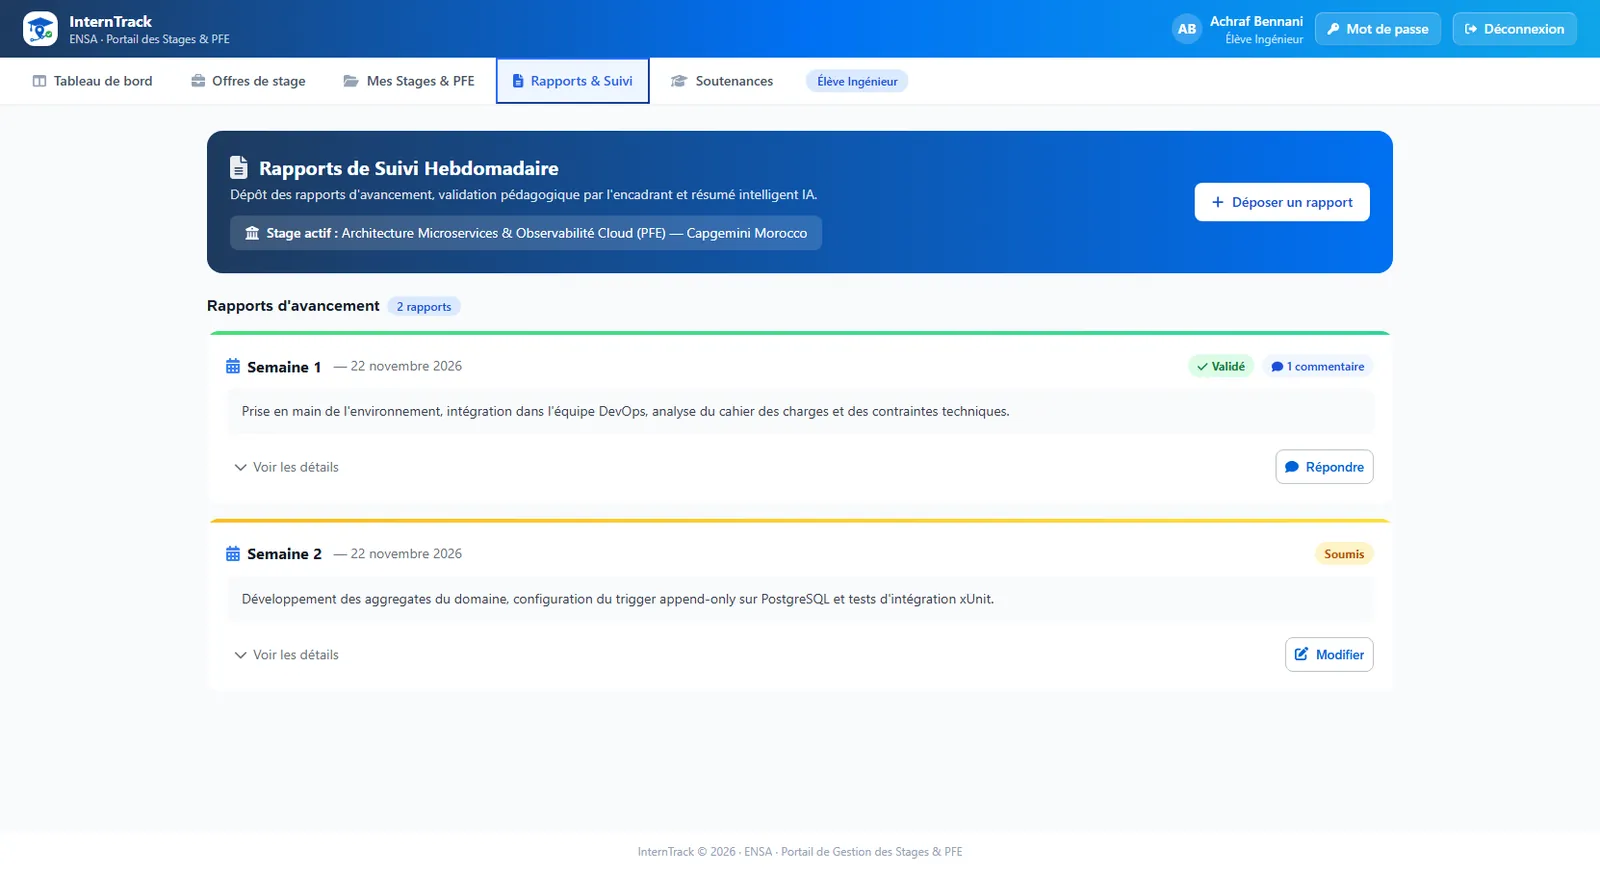 InternTrack
ENSA · Portail des Stages & PFE
AB
Achraf Bennani
Élève Ingénieur
Mot de passe
Déconnexion
Tableau de bord
Offres de stage
Mes Stages & PFE
Rapports & Suivi
Soutenances
Élève Ingénieur
Rapports de Suivi Hebdomadaire
Dépôt des rapports d'avancement, validation pédagogique par l'encadrant et résumé intelligent IA.
Stage actif : Architecture Microservices & Observabilité Cloud (PFE) — Capgemini Morocco
Déposer un rapport
Rapports d'avancement
2 rapports
Semaine 1 — 22 novembre 2026
Validé
1 commentaire
Prise en main de l'environnement, intégration dans l'équipe DevOps, analyse du cahier des charges et des contraintes techniques.
Voir les détails
Répondre
Semaine 2 — 22 novembre 2026
Soumis
Développement des aggregates du domaine, configuration du trigger append-only sur PostgreSQL et tests d'intégration xUnit.
Voir les détails
Modifier
InternTrack © 2026 · ENSA · Portail de Gestion des Stages & PFE